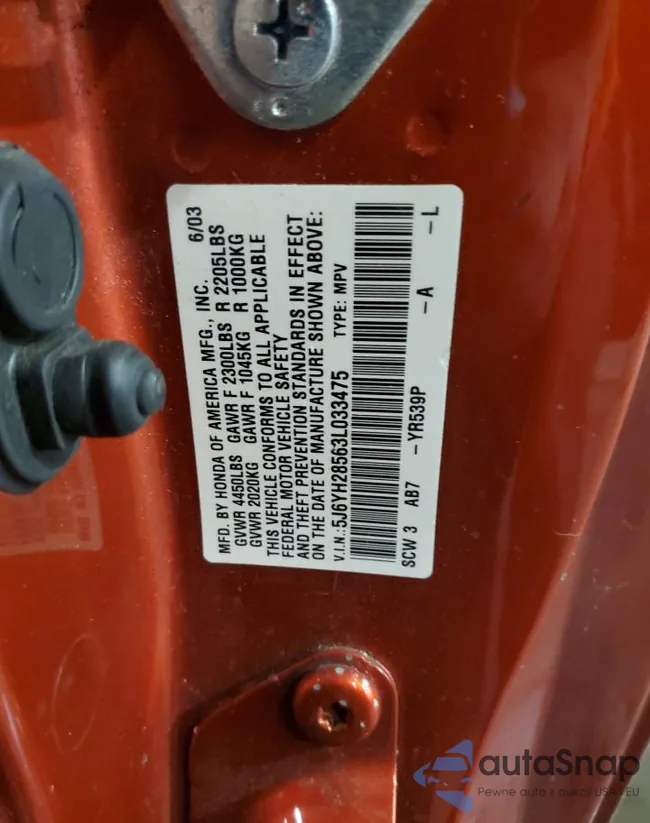 MFD. BY HONDA OF AMERICA MFG., INC. 6/03
GVWR 4450LBS GAWR F 2300LBS R 2205LBS
GVWR 2020KG GAWR F 1045KG R 1000KG
THIS VEHICLE CONFORMS TO ALL APPLICABLE
FEDERAL MOTOR VEHICLE SAFETY
AND THEFT PREVENTION STANDARDS IN EFFECT
ON THE DATE OF MANUFACTURE SHOWN ABOVE:
V.I.N.:5J6YH28563L033475 TYPE: MPV
SCW 3 AB7 -YR539P -A -L
autaSnap
Pewne auta z aukcji USA i EU